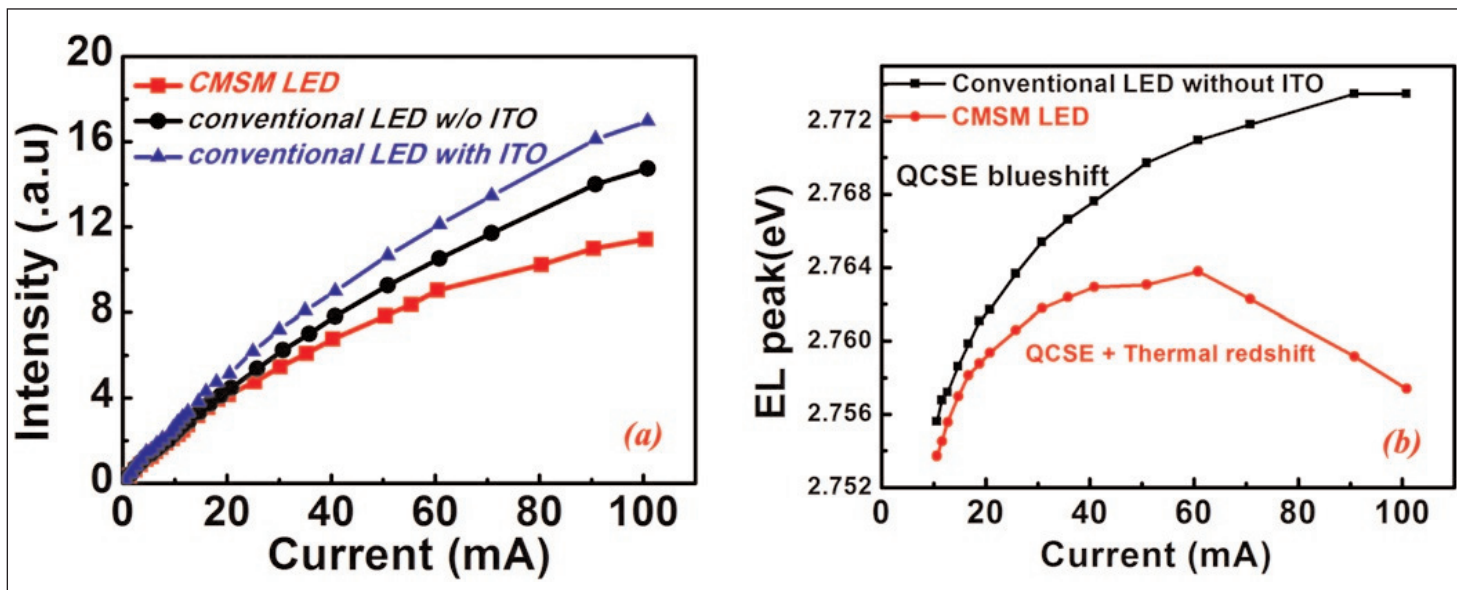 20
16
12
8
4
0
Intensity (.a.u)
CMSM LED
conventional LED w/o ITO
conventional LED with ITO
(a)
0 20 40 60 80 100
Current (mA)
2.772
2.768
2.764
2.760
2.756
2.752
EL peak(eV)
Conventional LED without ITO
CMSM LED
QCSE blueshift
QCSE + Thermal redshift
(b)
0 20 40 60 80 100
Current (mA)